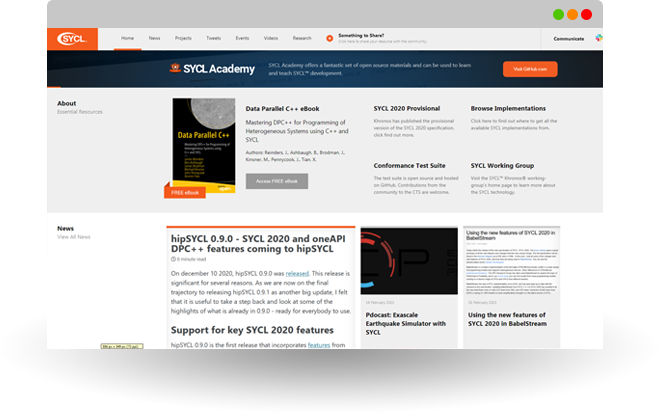 SYCL
Home News Projects Tweets Events Videos Research
Something to Share?
Click here to share your resource with the community.
Communicate
SYCL Academy
SYCL Academy offers a fantastic set of open source materials and can be used to learn
and teach SYCL™ development.
Visit GitHub.com
About
Essential Resources
Data Parallel C++
FREE eBook
Data Parallel C++ eBook
Mastering DPC++ for Programming of
Heterogeneous Systems using C++ and
SYCL
Authors: Reinders, J., Ashbaugh, B., Brodman, J.,
Kinsner, M., Pennycook, J., Tian, X.
Access FREE eBook
SYCL 2020 Provisional
Khronos has published the provisional
version of the SYCL 2020 specification,
click find out more.
Browse Implementations
Click here to find out where to get all the
available SYCL implementations from.
Conformance Test Suite
The test suite is open source and hosted
on GitHub. Contributions from the
community to the CTS are welcome.
SYCL Working Group
Visit the SYCL™ Khronos® working-
group's home page to learn more about
the SYCL technology.
News
View All News
hipSYCL 0.9.0 - SYCL 2020 and oneAPI
DPC++ features coming to hipSYCL
6 minute read
On december 10 2020, hipSYCL 0.9.0 was released. This release is
significant for several reasons. As we are now on the final
trajectory to releasing hipSYCL 0.9.1 as another big update, I felt
that it is useful to take a step back and look at some of the
highlights of what is already in 0.9.0 - ready for everybody to use.
Support for key SYCL 2020 features
hipSYCL 0.9.0 is the first release that incorporates features from
Pdocast: Exascale
Earthquake Simulator with
SYCL
Using the new features of SYCL 2020 in
BabelStream
Using the new features of
SYCL 2020 in BabelStream